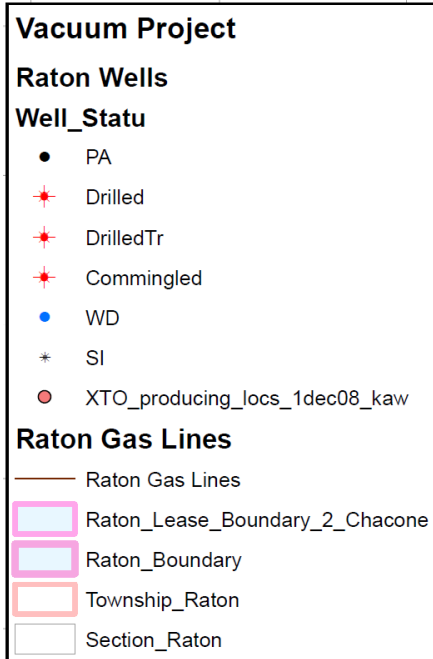 Vacuum Project
Raton Wells
Well_Statu
PA
Drilled
DrilledTr
Commingled
WD
SI
XTO_producing_locs_1dec08_kaw
Raton Gas Lines
Raton Gas Lines
Raton_Lease_Boundary_2_Chacone
Raton_Boundary
Township_Raton
Section_Raton